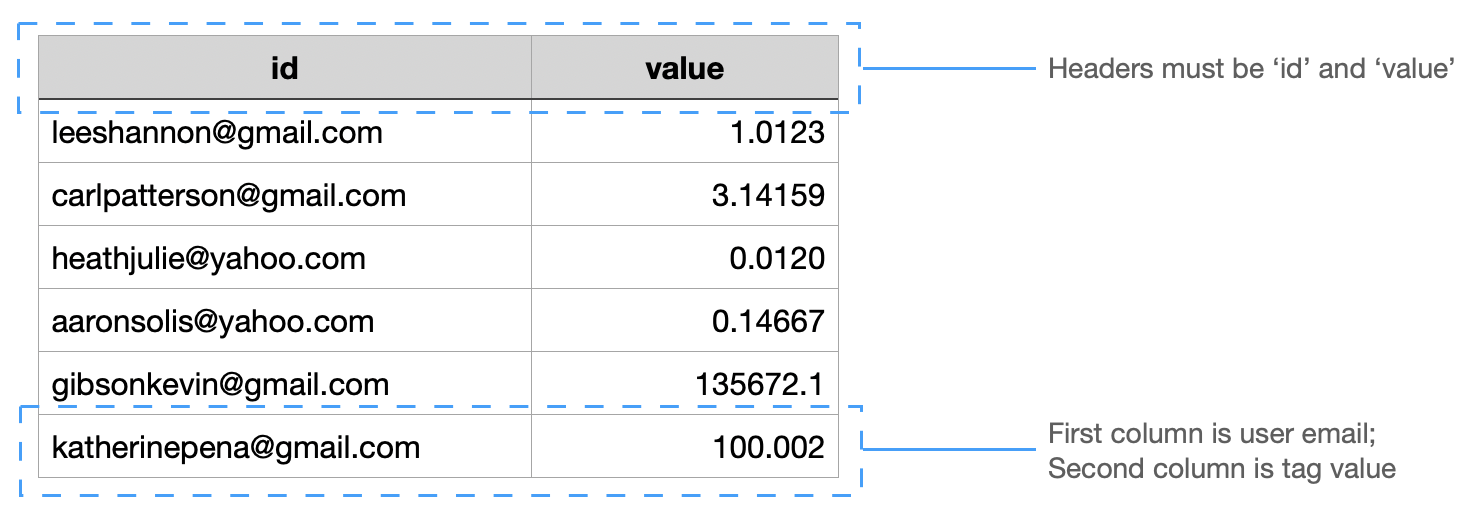 id value
Headers must be ‘id’ and ‘value’
leeshannon@gmail.com 1.0123
carlpatterson@gmail.com 3.14159
heathjulie@yahoo.com 0.0120
aaronsolis@yahoo.com 0.14667
gibsonkevin@gmail.com 135672.1
katherinepena@gmail.com 100.002
First column is user email;
Second column is tag value